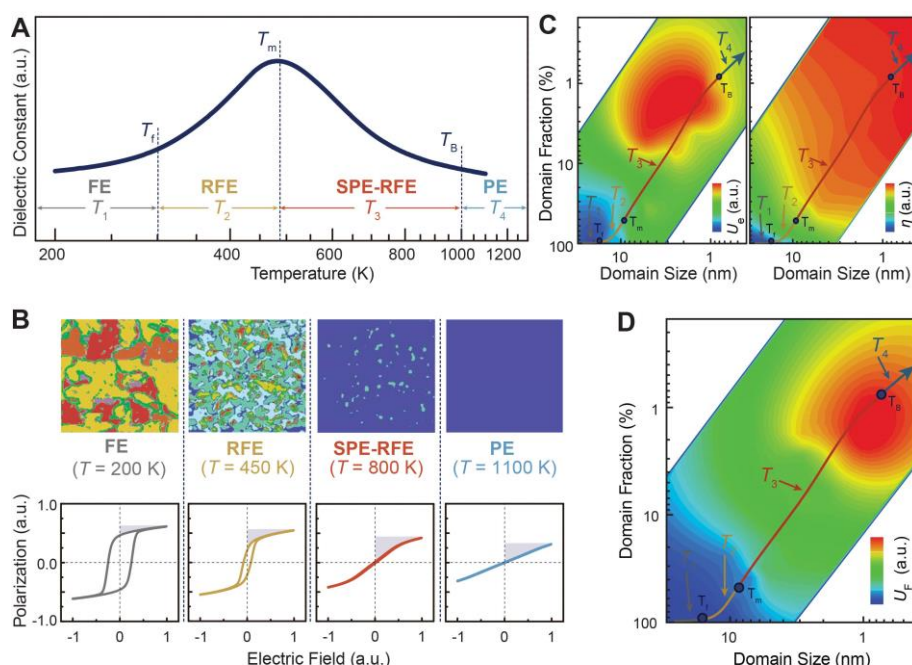 A
Dielectric Constant (a.u.)
Tm
Tf
TB
FE
RFE
SPE-RFE
PE
T1
T2
T3
T4
200
400
600
800
1000
1200
Temperature (K)
B
FE
RFE
SPE-RFE
PE
(T = 200 K)
(T = 450 K)
(T = 800 K)
(T = 1100 K)
Polarization (a.u.)
1.0
0.0
-1.0
-1 0 1
-1 0 1
-1 0 1
-1 0 1
Electric Field (a.u.)
C
Domain Fraction (%)
1
10
100
T4
TB
T3
Tm
Ue (a.u.)
10
1
Domain Size (nm)
T4
TB
T3
T1
T2
Tm
η (a.u.)
10
1
Domain Size (nm)
D
Domain Fraction (%)
1
10
100
T4
TB
T3
Tf
Tm
UF (a.u.)
10
1
Domain Size (nm)